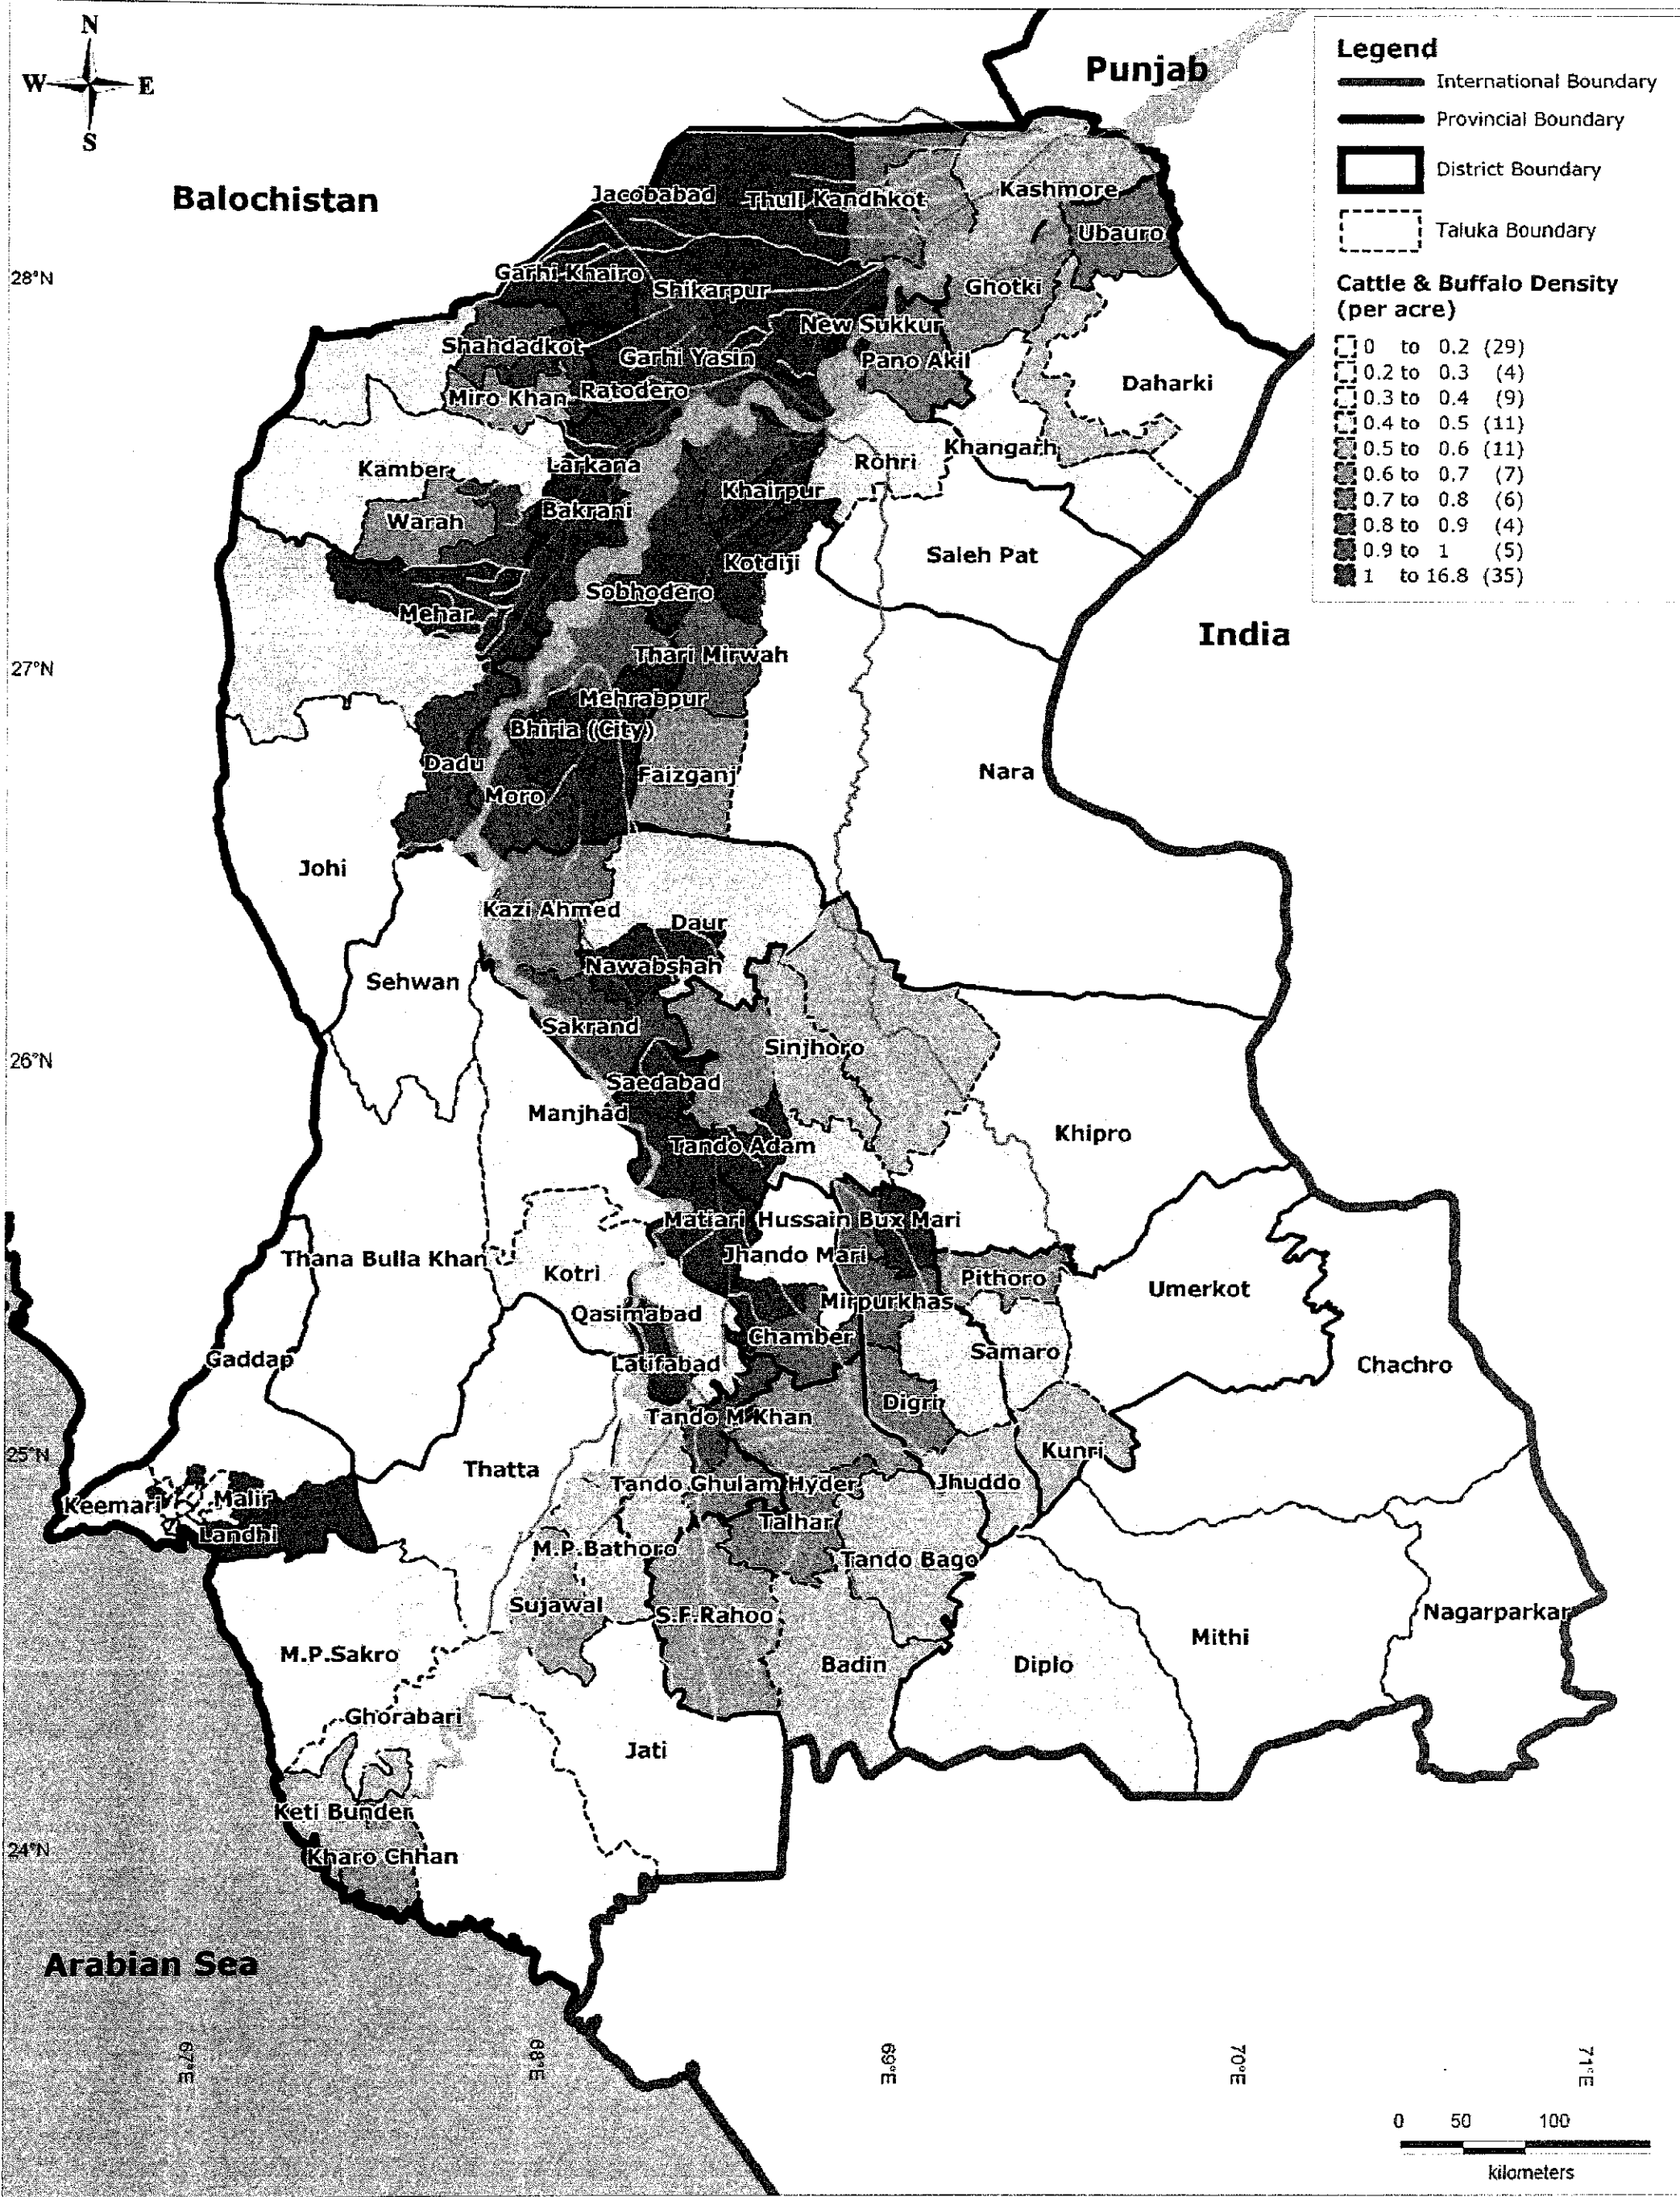 N
W E
S
Punjab
Balochistan
India
Arabian Sea
Legend
International Boundary
Provincial Boundary
District Boundary
Taluka Boundary
Cattle & Buffalo Density
(per acre)
0 to 0.2 (29)
0.2 to 0.3 (4)
0.3 to 0.4 (9)
0.4 to 0.5 (11)
0.5 to 0.6 (11)
0.6 to 0.7 (7)
0.7 to 0.8 (6)
0.8 to 0.9 (4)
0.9 to 1 (5)
1 to 16.8 (35)
28°N
27°N
26°N
25°N
24°N
67°E
68°E
69°E
70°E
71°E
Jacobabad
Thull
Kandhkot
Kashmore
Ubauro
Garhi Khairo
Shikarpur
Ghotki
New Sukkur
Shahdadkot
Garhi Yasin
Pano Akil
Daharki
Miro Khan
Ratodero
Kamber
Larkana
Rohri
Khangarh
Khairpur
Warah
Bakrani
Kotdiji
Saleh Pat
Sobhodero
Mehar
Thari Mirwah
Mehrabpur
Bhiria (City)
Dadu
Faizganj
Nara
Moro
Johi
Kazi Ahmed
Daur
Nawabshah
Sehwan
Sakrand
Sinjhoro
Saedabad
Manjhad
Tando Adam
Khipro
Matiari
Hussain Bux Mari
Thana Bulla Khan
Jhando Mari
Kotri
Pithoro
Umerkot
Qasimabad
Mirpurkhas
Chamber
Samaro
Gaddap
Latifabad
Chachro
Digri
Tando M Khan
Kunri
Thatta
Tando Ghulam Hyder
Jhuddo
Keemari
Malir
Landhi
Talhar
M.P.Bathoro
Tando Bago
Sujawal
S.F.Rahoo
Nagarparkar
M.P.Sakro
Badin
Diplo
Mithi
Ghorabari
Jati
Keti Bunder
Kharo Chhan
0 50 100
kilometers